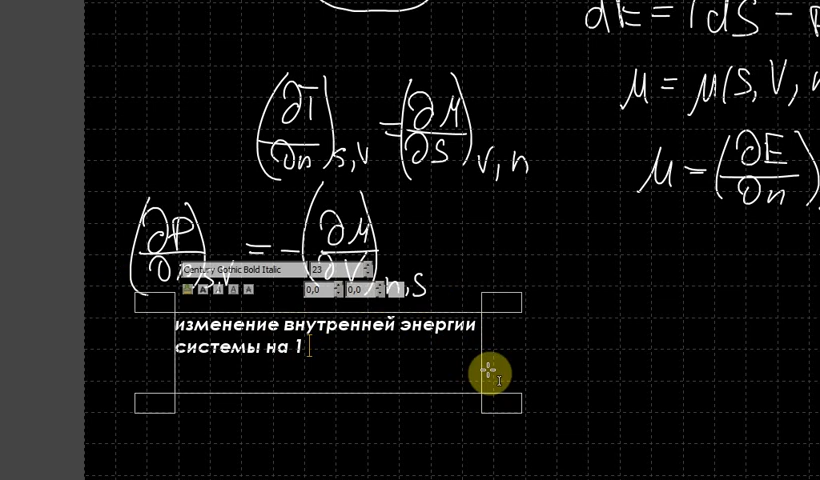 dE = TdS -
(∂T/∂n)S,V = (∂μ/∂S)V,n
μ = μ(S, V, n
μ = (∂E/∂n)
(∂P/∂n)S,V = -(∂μ/∂V)n,S
Century Gothic Bold Italic 23
A A A A A 0,0 0,0
изменение внутренней энергии
системы на 1